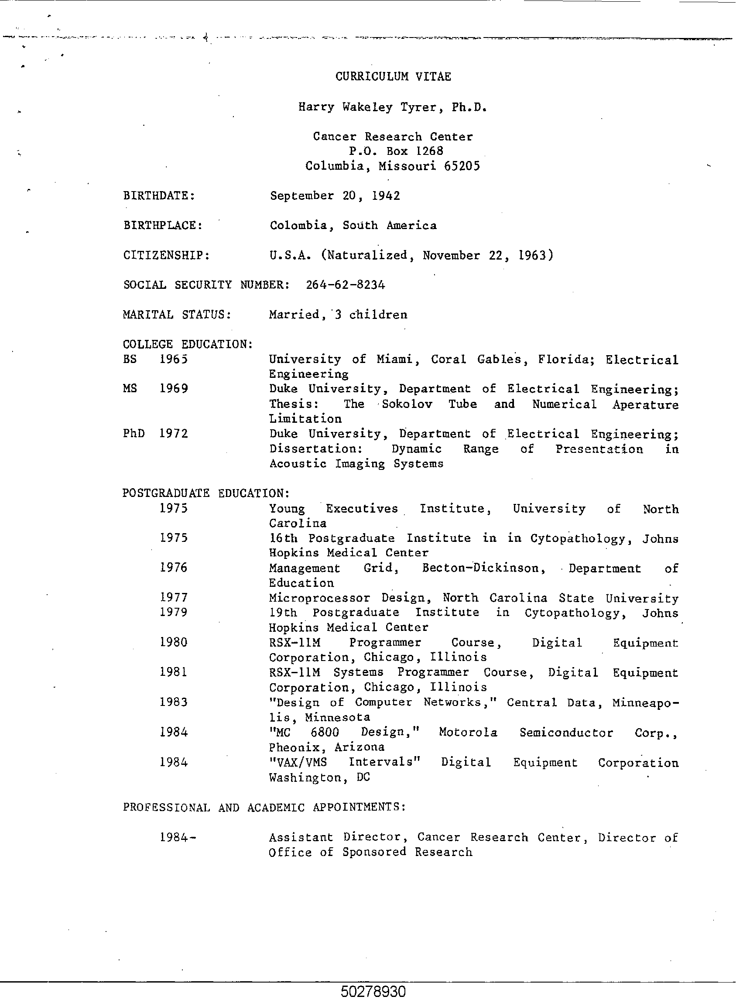 CURRICULUM VITAE
Harry Wakeley Tyrer, Ph.D.
Cancer Research Center
P.O. Box 1268
Columbia, Missouri 65205
BIRTHDATE: September 20, 1942
BIRTHPLACE: Colombia, South America
CITIZENSHIP: U.S.A. (Naturalized, November 22, 1963)
SOCIAL SECURITY NUMBER: 264-62-8234
MARITAL STATUS: Married, 3 children
COLLEGE EDUCATION:
BS 1965 University of Miami, Coral Gables, Florida; Electrical
Engineering
MS 1969 Duke University, Department of Electrical Engineering;
Thesis: The Sokolov Tube and Numerical Aperature
Limitation
PhD 1972 Duke University, Department of Electrical Engineering;
Dissertation: Dynamic Range of Presentation in
Acoustic Imaging Systems
POSTGRADUATE EDUCATION:
1975 Young Executives Institute, University of North
Carolina
1975 16th Postgraduate Institute in in Cytopathology, Johns
Hopkins Medical Center
1976 Management Grid, Becton-Dickinson, Department of
Education
1977 Microprocessor Design, North Carolina State University
1979 19th Postgraduate Institute in Cytopathology, Johns
Hopkins Medical Center
1980 RSX-11M Programmer Course, Digital Equipment
Corporation, Chicago, Illinois
1981 RSX-11M Systems Programmer Course, Digital Equipment
Corporation, Chicago, Illinois
1983 "Design of Computer Networks," Central Data, Minneapo-
lis, Minnesota
1984 "MC 6800 Design," Motorola Semiconductor Corp.,
Pheonix, Arizona
1984 "VAX/VMS Intervals" Digital Equipment Corporation
Washington, DC
PROFESSIONAL AND ACADEMIC APPOINTMENTS:
1984- Assistant Director, Cancer Research Center, Director of
Office of Sponsored Research
50278930